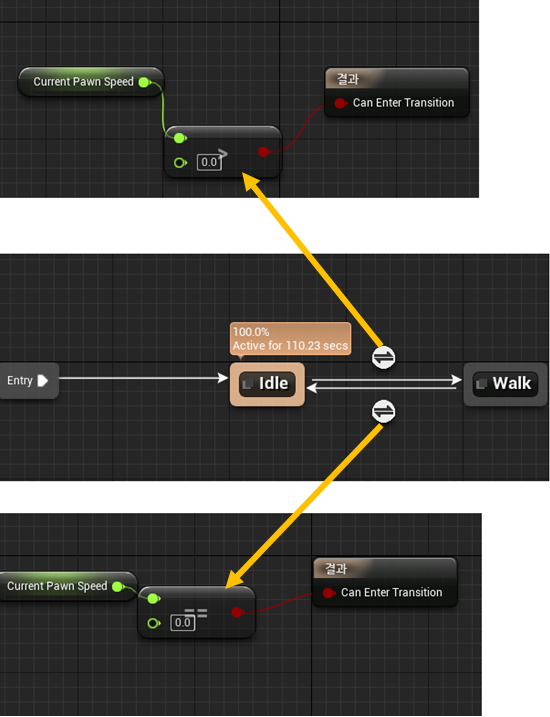 Current Pawn Speed
결과
Can Enter Transition
0.0
>
100.0%
Active for 110.23 secs
Entry
Idle
Walk
결과
Current Pawn Speed
Can Enter Transition
==
0.0